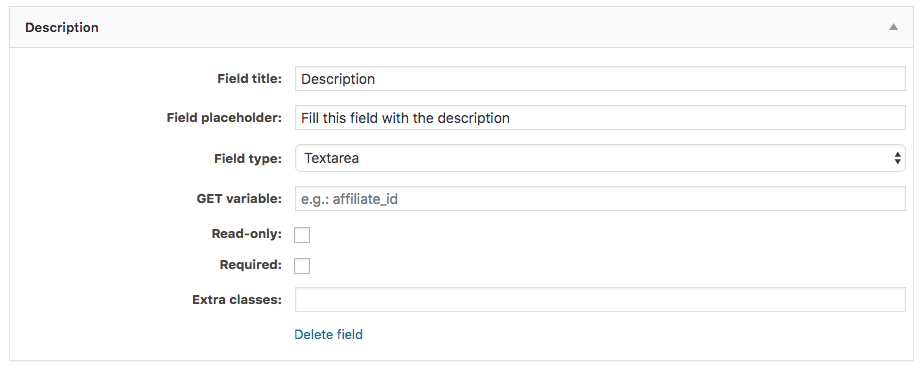 Description
Field title: Description
Field placeholder: Fill this field with the description
Field type: Textarea
GET variable: e.g.: affiliate_id
Read-only:
Required:
Extra classes:
Delete field